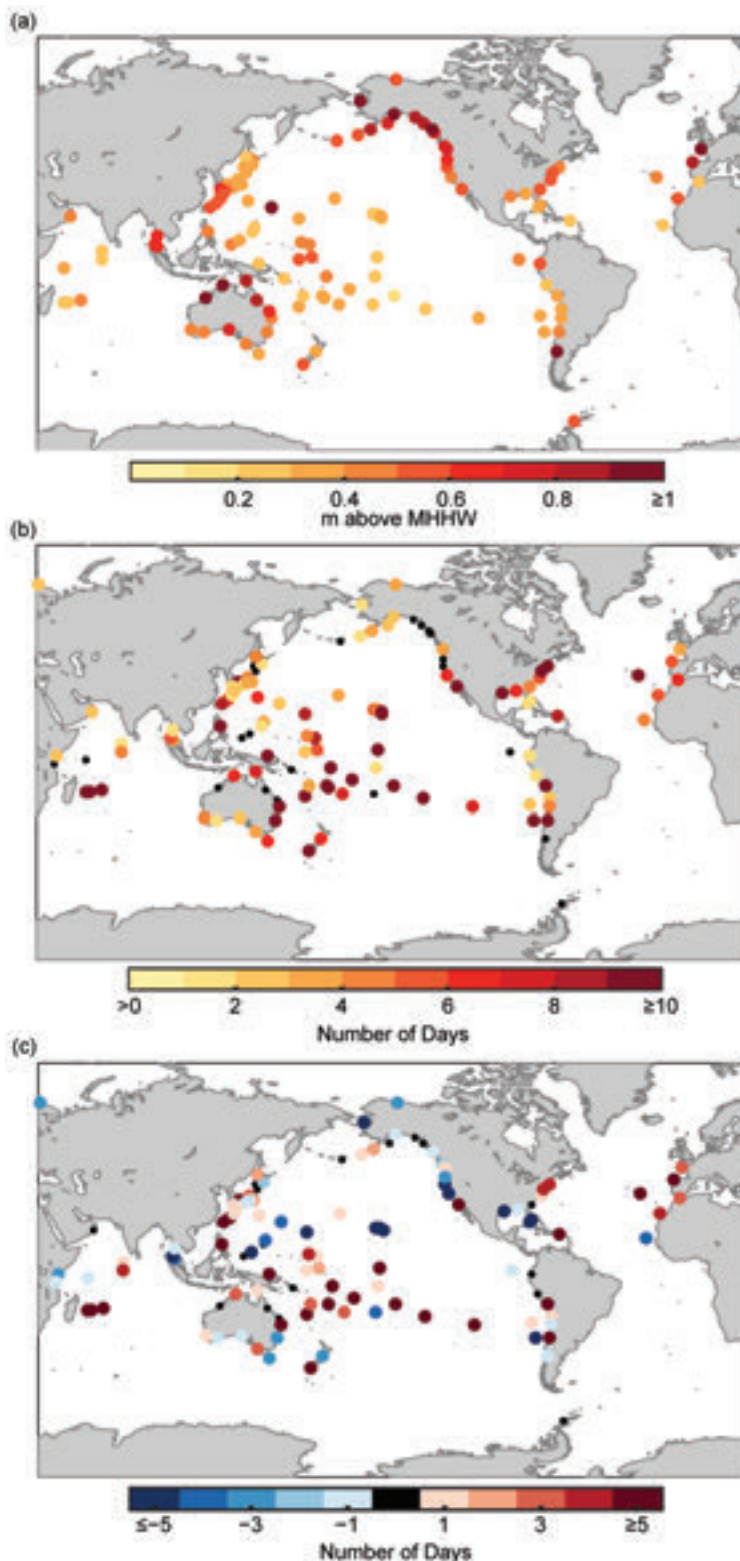 (a)
0.2 0.4 0.6 0.8 ≥1
m above MHHW
(b)
>0 2 4 6 8 ≥10
Number of Days
(c)
≤−5 −3 −1 1 3 ≥5
Number of Days